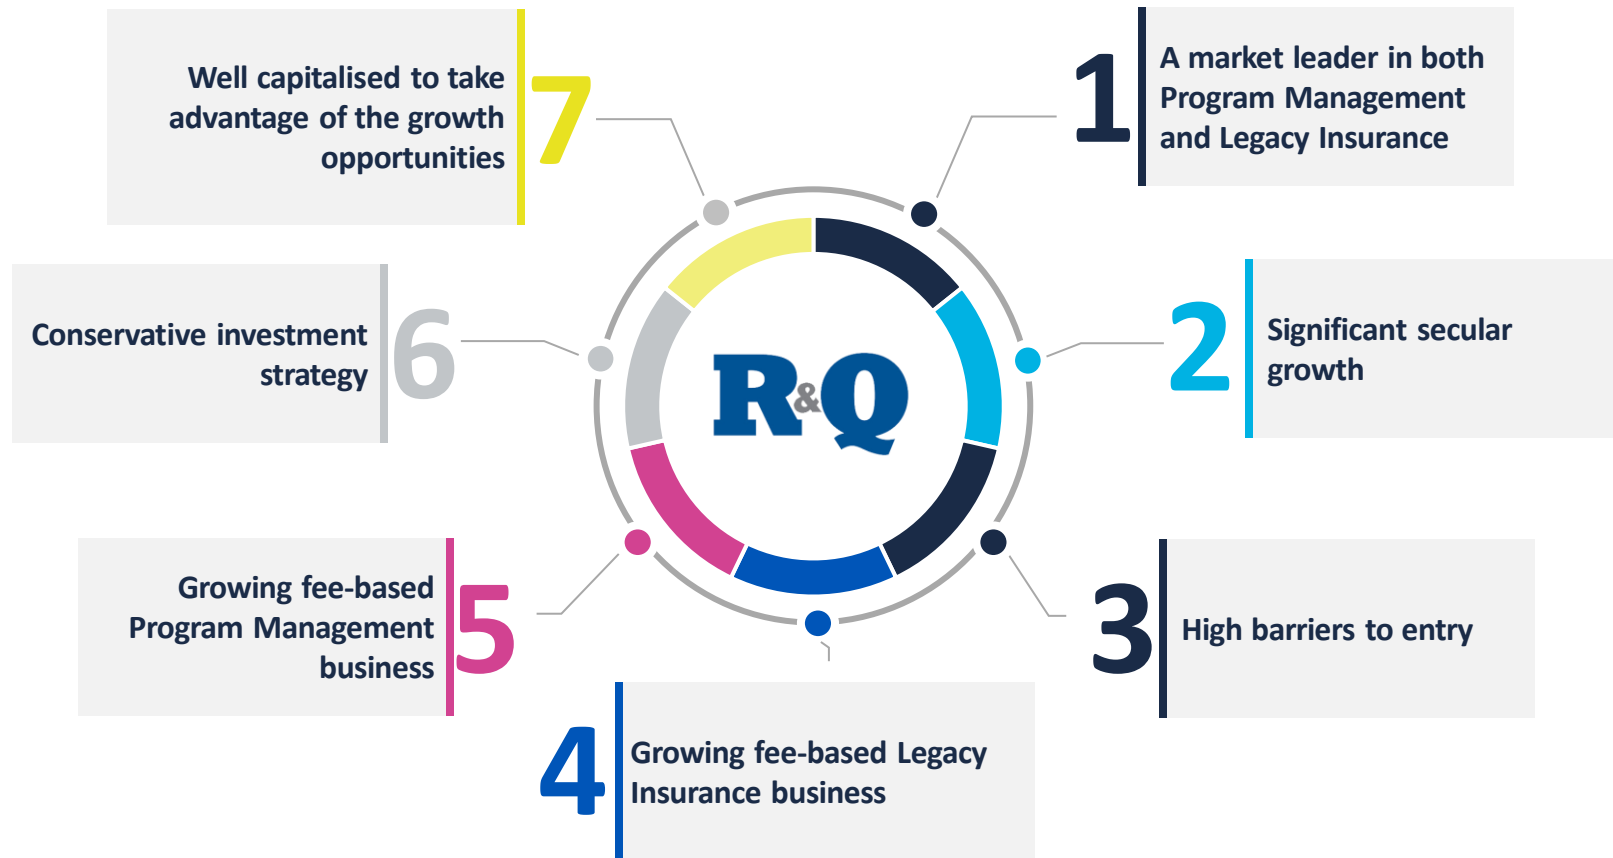 1
A market leader in both
Program Management
and Legacy Insurance
2
Significant secular
growth
3
High barriers to entry
4
Growing fee-based Legacy
Insurance business
5
Growing fee-based
Program Management
business
6
Conservative investment
strategy
7
Well capitalised to take
advantage of the growth
opportunities
R&Q